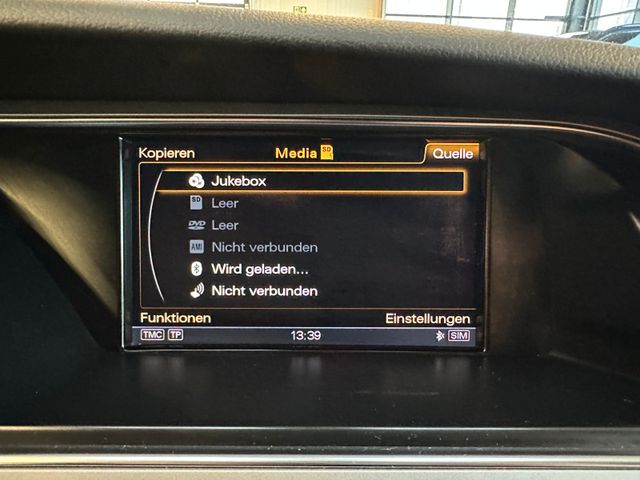 Kopieren Media SD Quelle
Jukebox
SD Leer
DVD Leer
AMI Nicht verbunden
Wird geladen...
Nicht verbunden
Funktionen Einstellungen
TMC TP 13:39 SIM